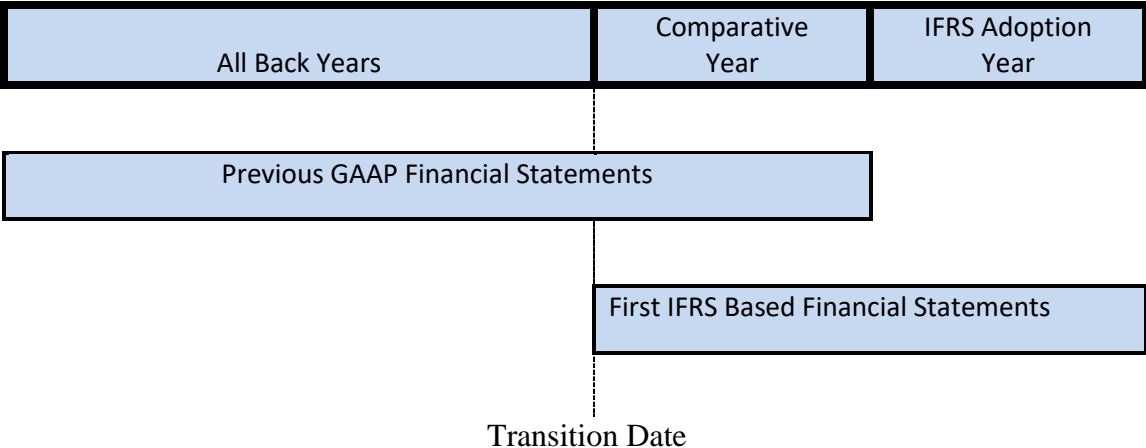 All Back Years
Comparative
Year
IFRS Adoption
Year
Previous GAAP Financial Statements
First IFRS Based Financial Statements
Transition Date